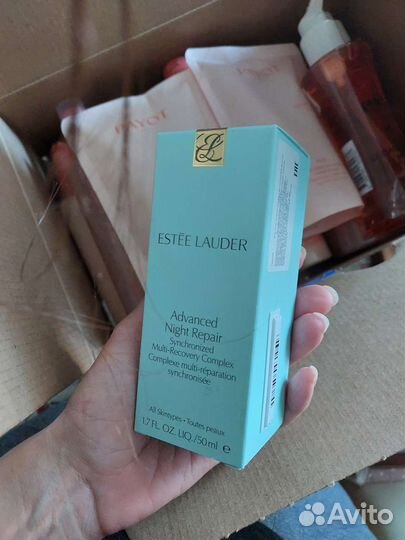 PAYOT
EL
ESTĒE LAUDER
Advanced
Night Repair
Synchronized
Multi-Recovery Complex
Complexe multi-réparation
synchronisée
All Skintypes • Toutes peaux
1.7 FL. OZ. LIQ./50 ml e
EAC
Avito